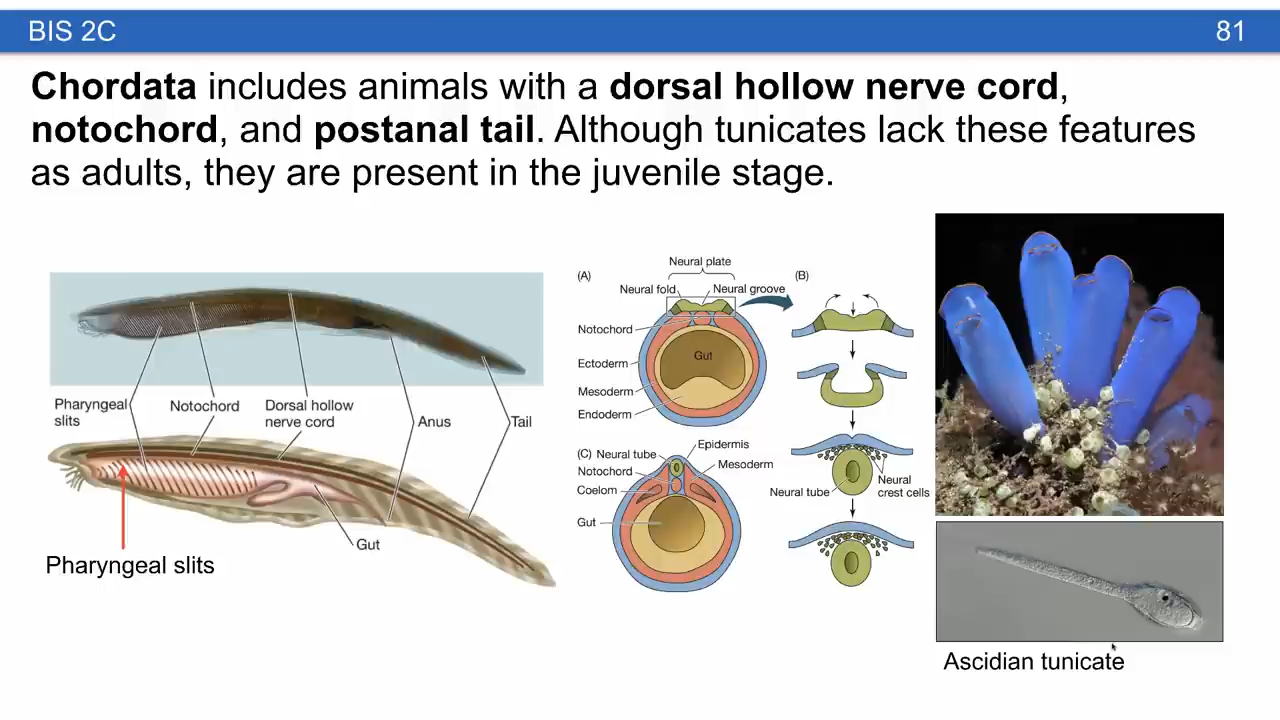 BIS 2C
81
Chordata includes animals with a dorsal hollow nerve cord,
notochord, and postanal tail. Although tunicates lack these features
as adults, they are present in the juvenile stage.
Pharyngeal
slits
Notochord
Dorsal hollow
nerve cord
Anus
Tail
Gut
Pharyngeal slits
(A)
Neural plate
Neural fold
Neural groove
Notochord
Ectoderm
Gut
Mesoderm
Endoderm
(B)
Neural tube
Neural
crest cells
(C)
Neural tube
Epidermis
Notochord
Mesoderm
Coelom
Gut
Ascidian tunicate